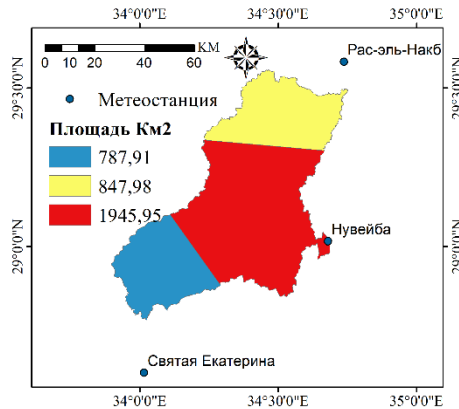 34°0'0"E 34°30'0"E 35°0'0"E
КМ
0 10 20 40 60
Рас-эль-Накб
29°30'0"N
29°30'0"N
Метеостанция
Площадь Км2
787,91
847,98
1945,95
Нувейба
29°0'0"N
29°0'0"N
Святая Екатерина
34°0'0"E 34°30'0"E 35°0'0"E